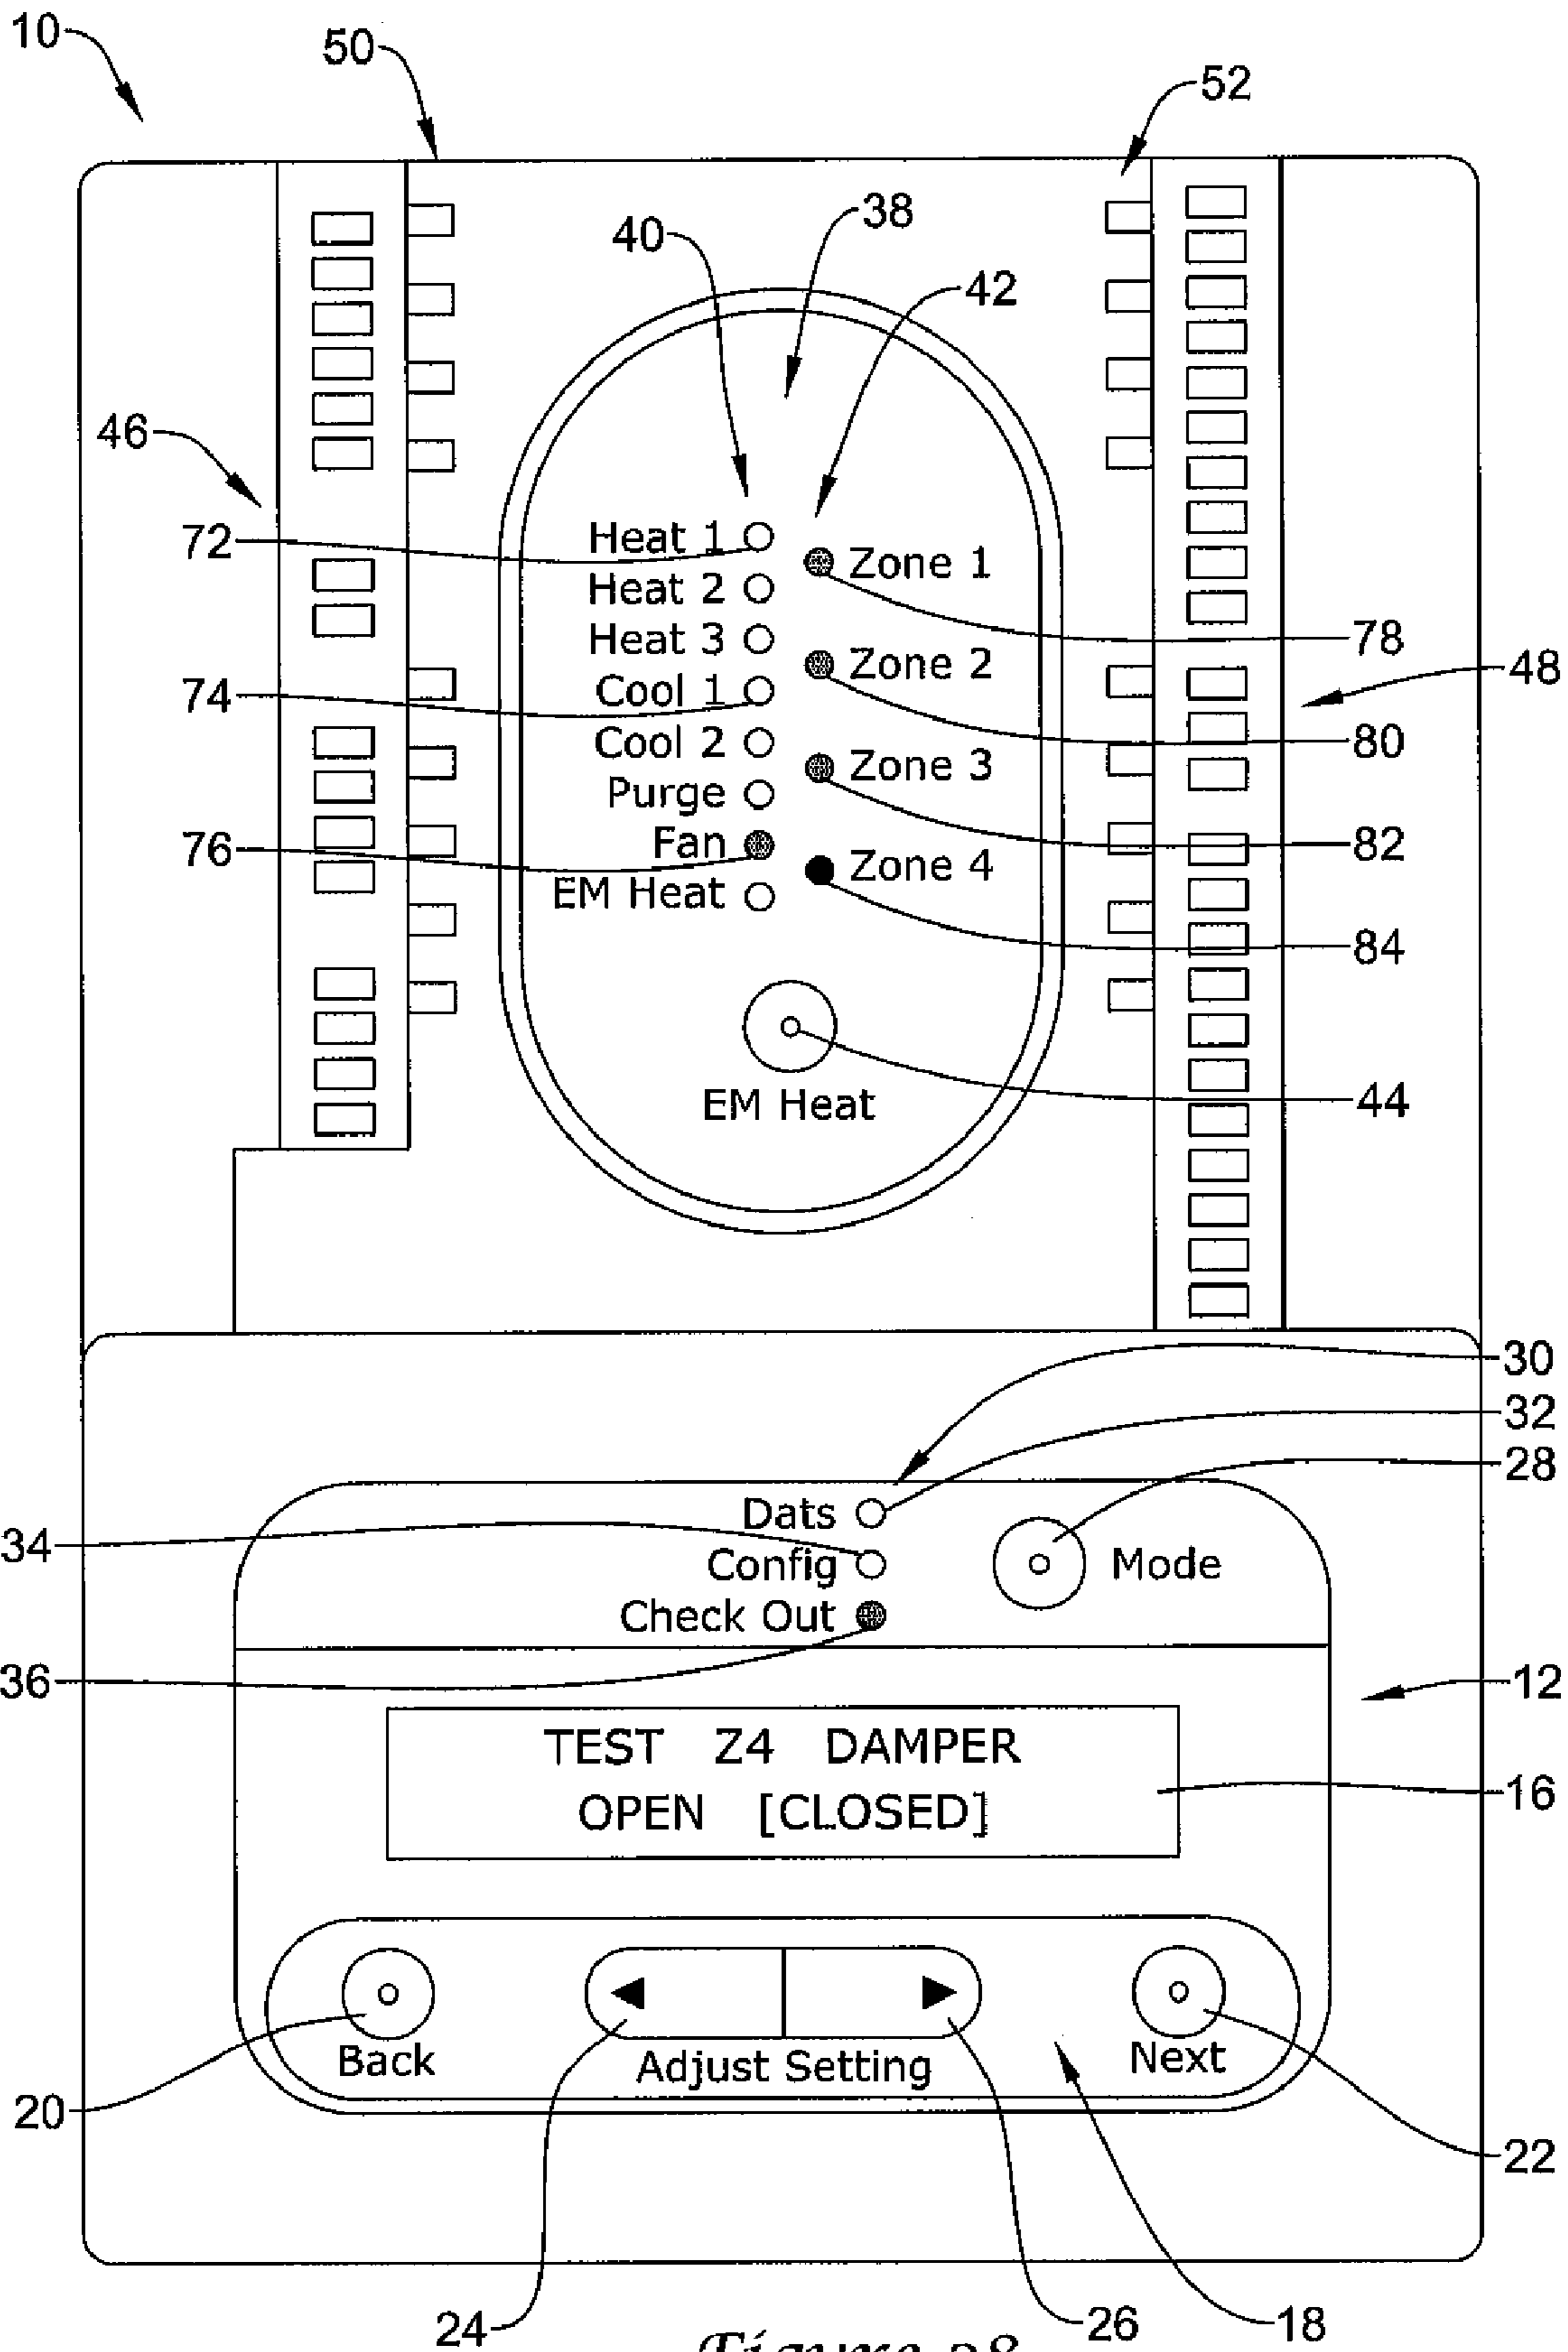 10
50
52
38
40
42
46
72
Heat 1
Zone 1
Heat 2
78
Heat 3
Zone 2
48
74
Cool 1
80
Cool 2
Zone 3
Purge
82
76
Fan
Zone 4
EM Heat
84
44
EM Heat
30
32
28
Dats
34
Config
Mode
Check Out
36
12
TEST Z4 DAMPER
16
OPEN [CLOSED]
Back
Adjust Setting
Next
20
22
24
26
18
Figure